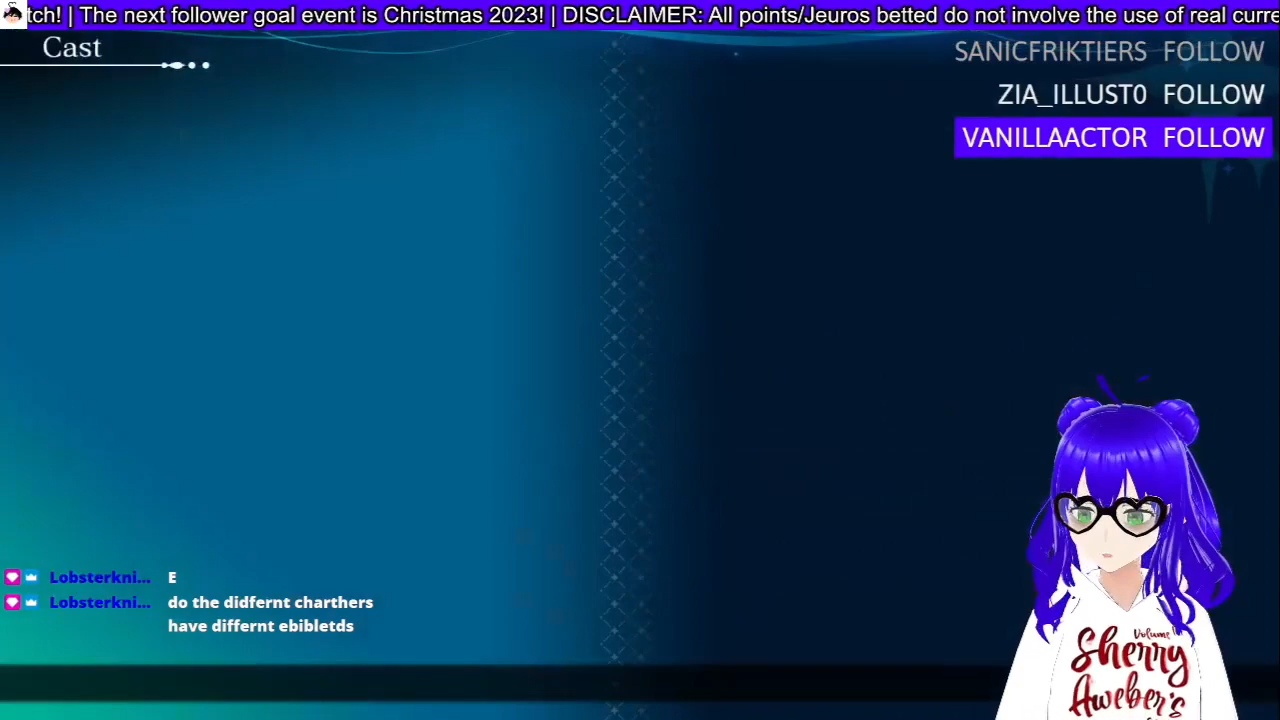 tch! | The next follower goal event is Christmas 2023! | DISCLAIMER: All points/Jeuros betted do not involve the use of real curre
Cast
SANICFRIKTIERS FOLLOW
ZIA_ILLUST0 FOLLOW
VANILLAACTOR FOLLOW
Lobsterkni... E
Lobsterkni... do the didfernt charthers
have differnt ebibletds
Volume
Sherry
Aweber's